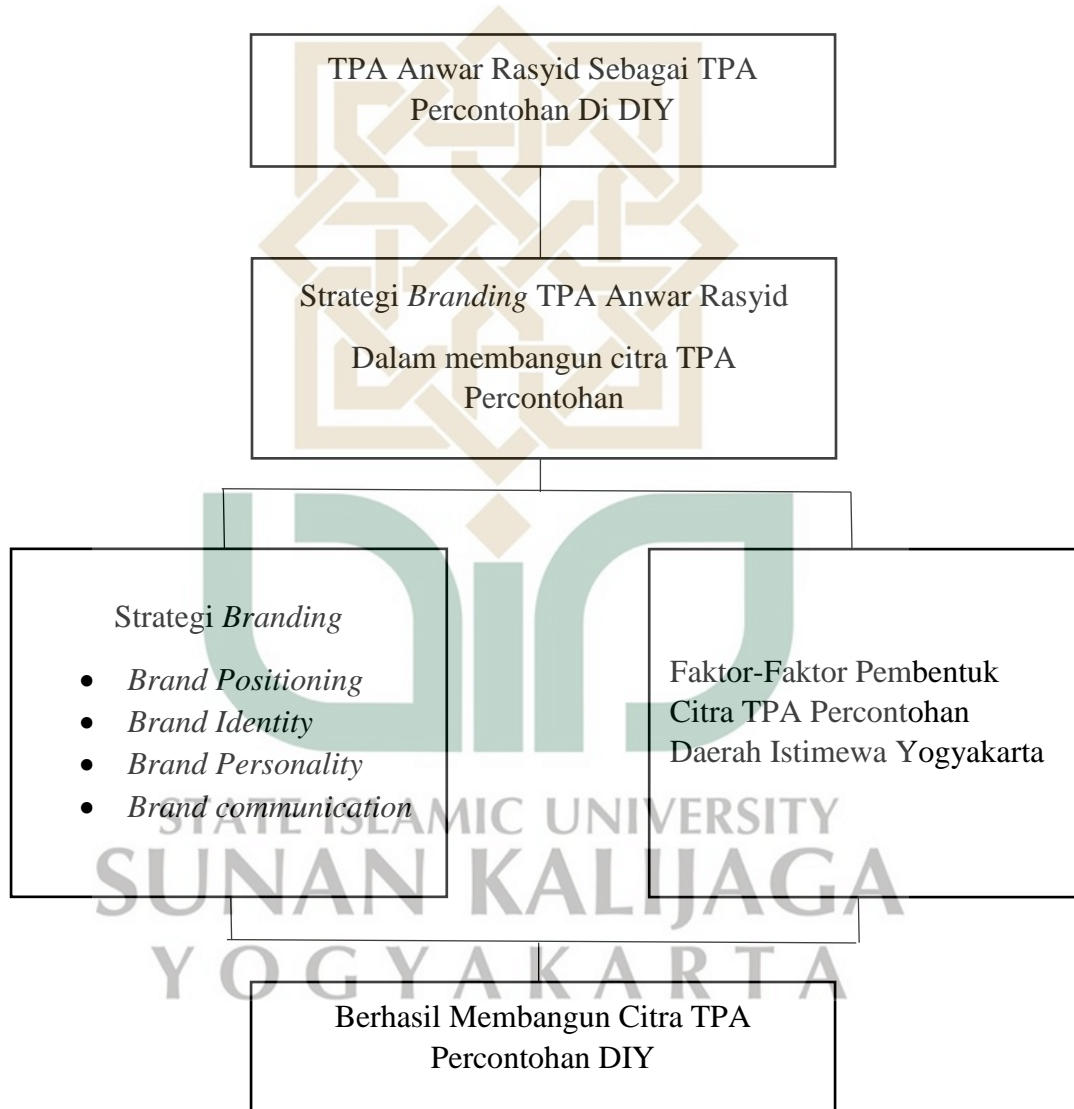 TPA Anwar Rasyid Sebagai TPA
Percontohan Di DIY
Strategi Branding TPA Anwar Rasyid
Dalam membangun citra TPA
Percontohan
Strategi Branding
• Brand Positioning
• Brand Identity
• Brand Personality
• Brand communication
Faktor-Faktor Pembentuk
Citra TPA Percontohan
Daerah Istimewa Yogyakarta
STATE ISLAMIC UNIVERSITY
SUNAN KALIJAGA
YOGYAKARTA
Berhasil Membangun Citra TPA
Percontohan DIY